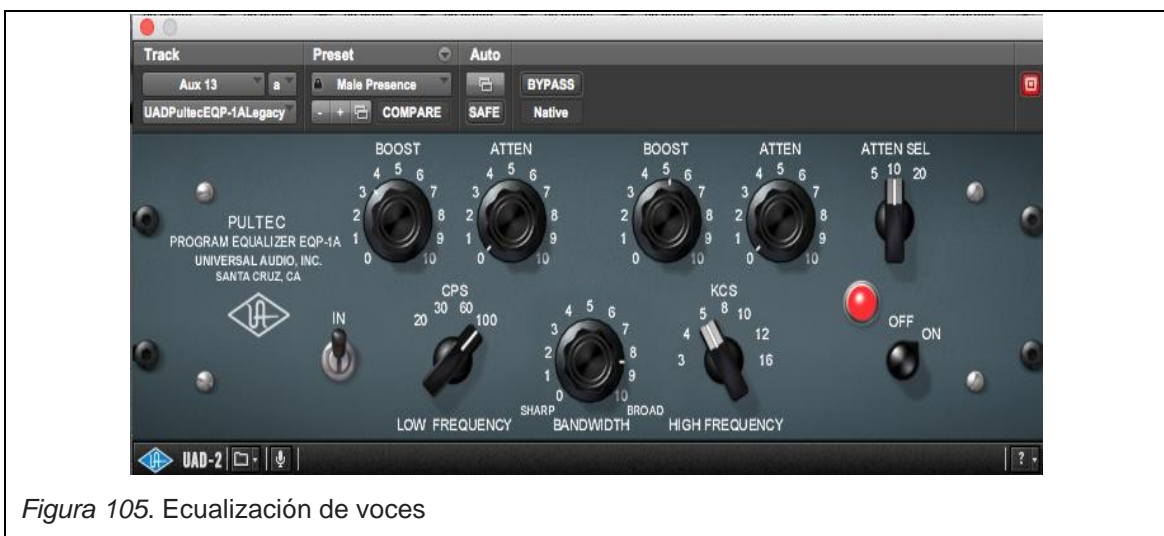 Track Preset Auto
Aux 13 a Male Presence BYPASS
UADPultecEQP-1ALegacy - + COMPARE SAFE Native
BOOST ATTEN BOOST ATTEN ATTEN SEL
0 1 2 3 4 5 6 7 8 9 10
0 1 2 3 4 5 6 7 8 9 10
0 1 2 3 4 5 6 7 8 9 10
0 1 2 3 4 5 6 7 8 9 10
5 10 20
PULTEC
PROGRAM EQUALIZER EQP-1A
UNIVERSAL AUDIO, INC.
SANTA CRUZ, CA
UA
IN
CPS
20 30 60 100
0 1 2 3 4 5 6 7 8 9 10
KCS
3 4 5 8 10 12 16
OFF ON
SHARP BROAD
LOW FREQUENCY BANDWIDTH HIGH FREQUENCY
UAD-2 ?
Figura 105. Ecualización de voces